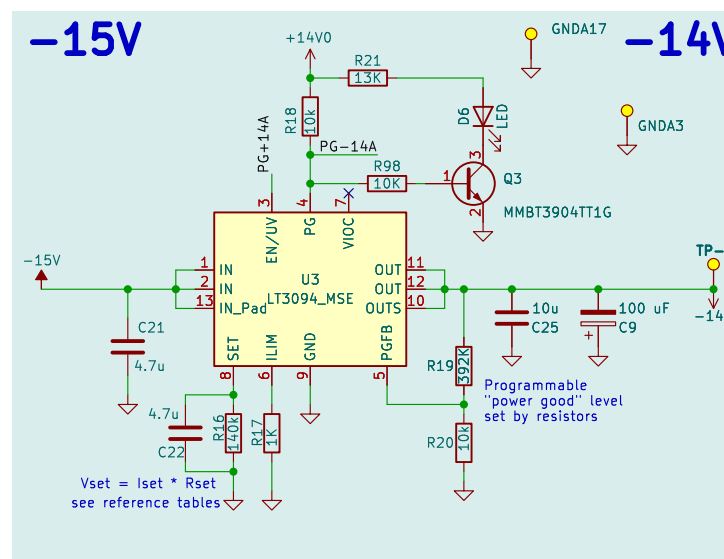 -15V
-14V
+14V0
GNDA17
R21
13K
R18
10k
D6
LED
GNDA3
PG+14A
PG-14A
R98
10K
3
1
2
Q3
MMBT3904TT1G
3
4
7
EN/UV
PG
VIOC
-15V
TP-
1
IN
2
IN
13
IN_Pad
U3
LT3094_MSE
OUT
11
OUT
12
OUTS
10
-14
C21
4.7u
10u
C25
100 uF
C9
+
SET
ILIM
GND
PGFB
8
6
9
5
R19
392K
Programmable
"power good" level
set by resistors
4.7u
C22
R16
140k
R17
1K
R20
10k
Vset = Iset * Rset
see reference tables